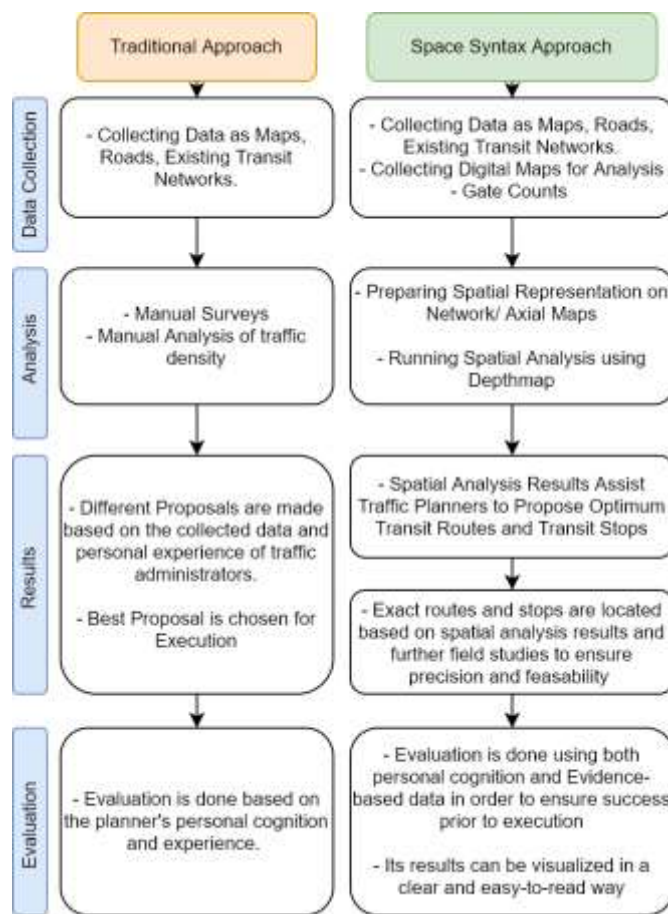 Traditional Approach
Space Syntax Approach
Data Collection
- Collecting Data as Maps,
Roads, Existing Transit
Networks.
- Collecting Data as Maps, Roads,
Existing Transit Networks.
- Collecting Digital Maps for Analysis
- Gate Counts
Analysis
- Manual Surveys
- Manual Analysis of traffic
density
- Preparing Spatial Representation on
Network/ Axial Maps
- Running Spatial Analysis using
Depthmap
Results
- Different Proposals are made
based on the collected data and
personal experience of traffic
administrators.
- Best Proposal is chosen for
Execution
- Spatial Analysis Results Assist
Traffic Planners to Propose Optimum
Transit Routes and Transit Stops
- Exact routes and stops are located
based on spatial analysis results and
further field studies to ensure
precision and feasability
Evaluation
- Evaluation is done based on
the planner's personal cognition
and experience.
- Evaluation is done using both
personal cognition and Evidence-
based data in order to ensure success
prior to execution
- Its results can be visualized in a
clear and easy-to-read way